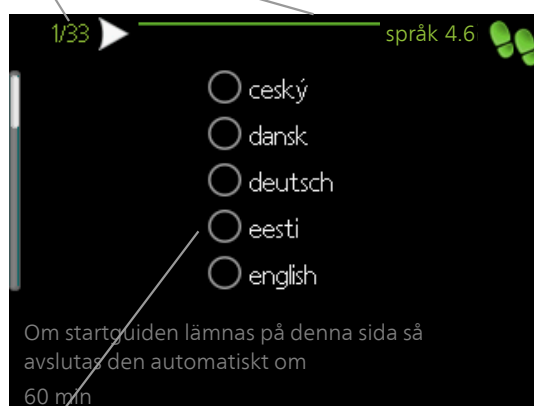 1/33
språk 4.6
ceský
dansk
deutsch
eesti
english
Om startguiden lämnas på denna sida så
avslutas den automatiskt om
60 min